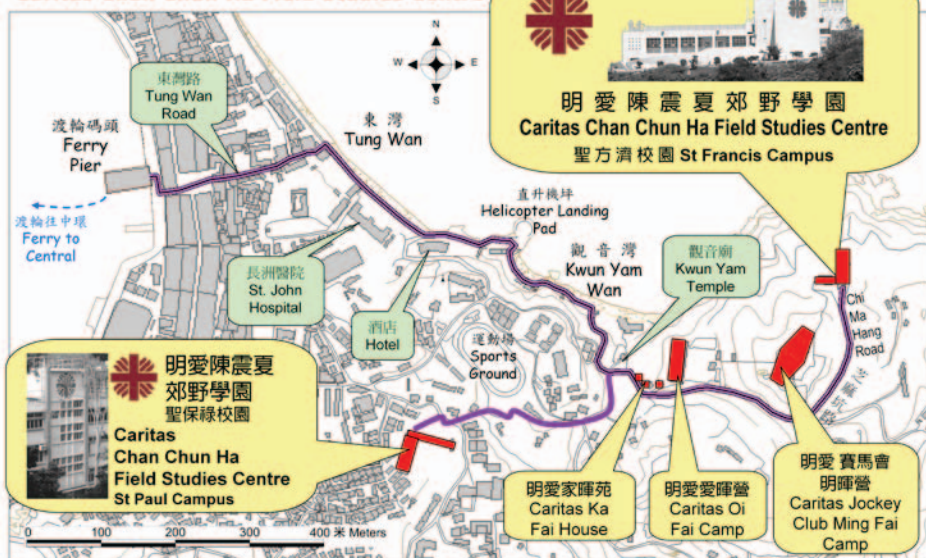 明愛陳震夏郊野學園
Caritas Chan Chun Ha Field Studies Centre
聖方濟校園 St Francis Campus
N
W
E
S
東灣路
Tung Wan
Road
東灣
Tung Wan
渡輪碼頭
Ferry
Pier
渡輪往中環
Ferry to
Central
直升機坪
Helicopter Landing
Pad
觀音灣
Kwun Yam
Wan
觀音廟
Kwun Yam
Temple
長洲醫院
St. John
Hospital
酒店
Hotel
運動場
Sports
Ground
Chi
Ma
Hang
Road
明愛陳震夏
郊野學園
聖保祿校園
Caritas
Chan Chun Ha
Field Studies Centre
St Paul Campus
明愛家暉苑
Caritas Ka
Fai House
明愛愛暉營
Caritas Oi
Fai Camp
明愛賽馬會
明暉營
Caritas Jockey
Club Ming Fai
Camp
0 100 200 400 米 Meters